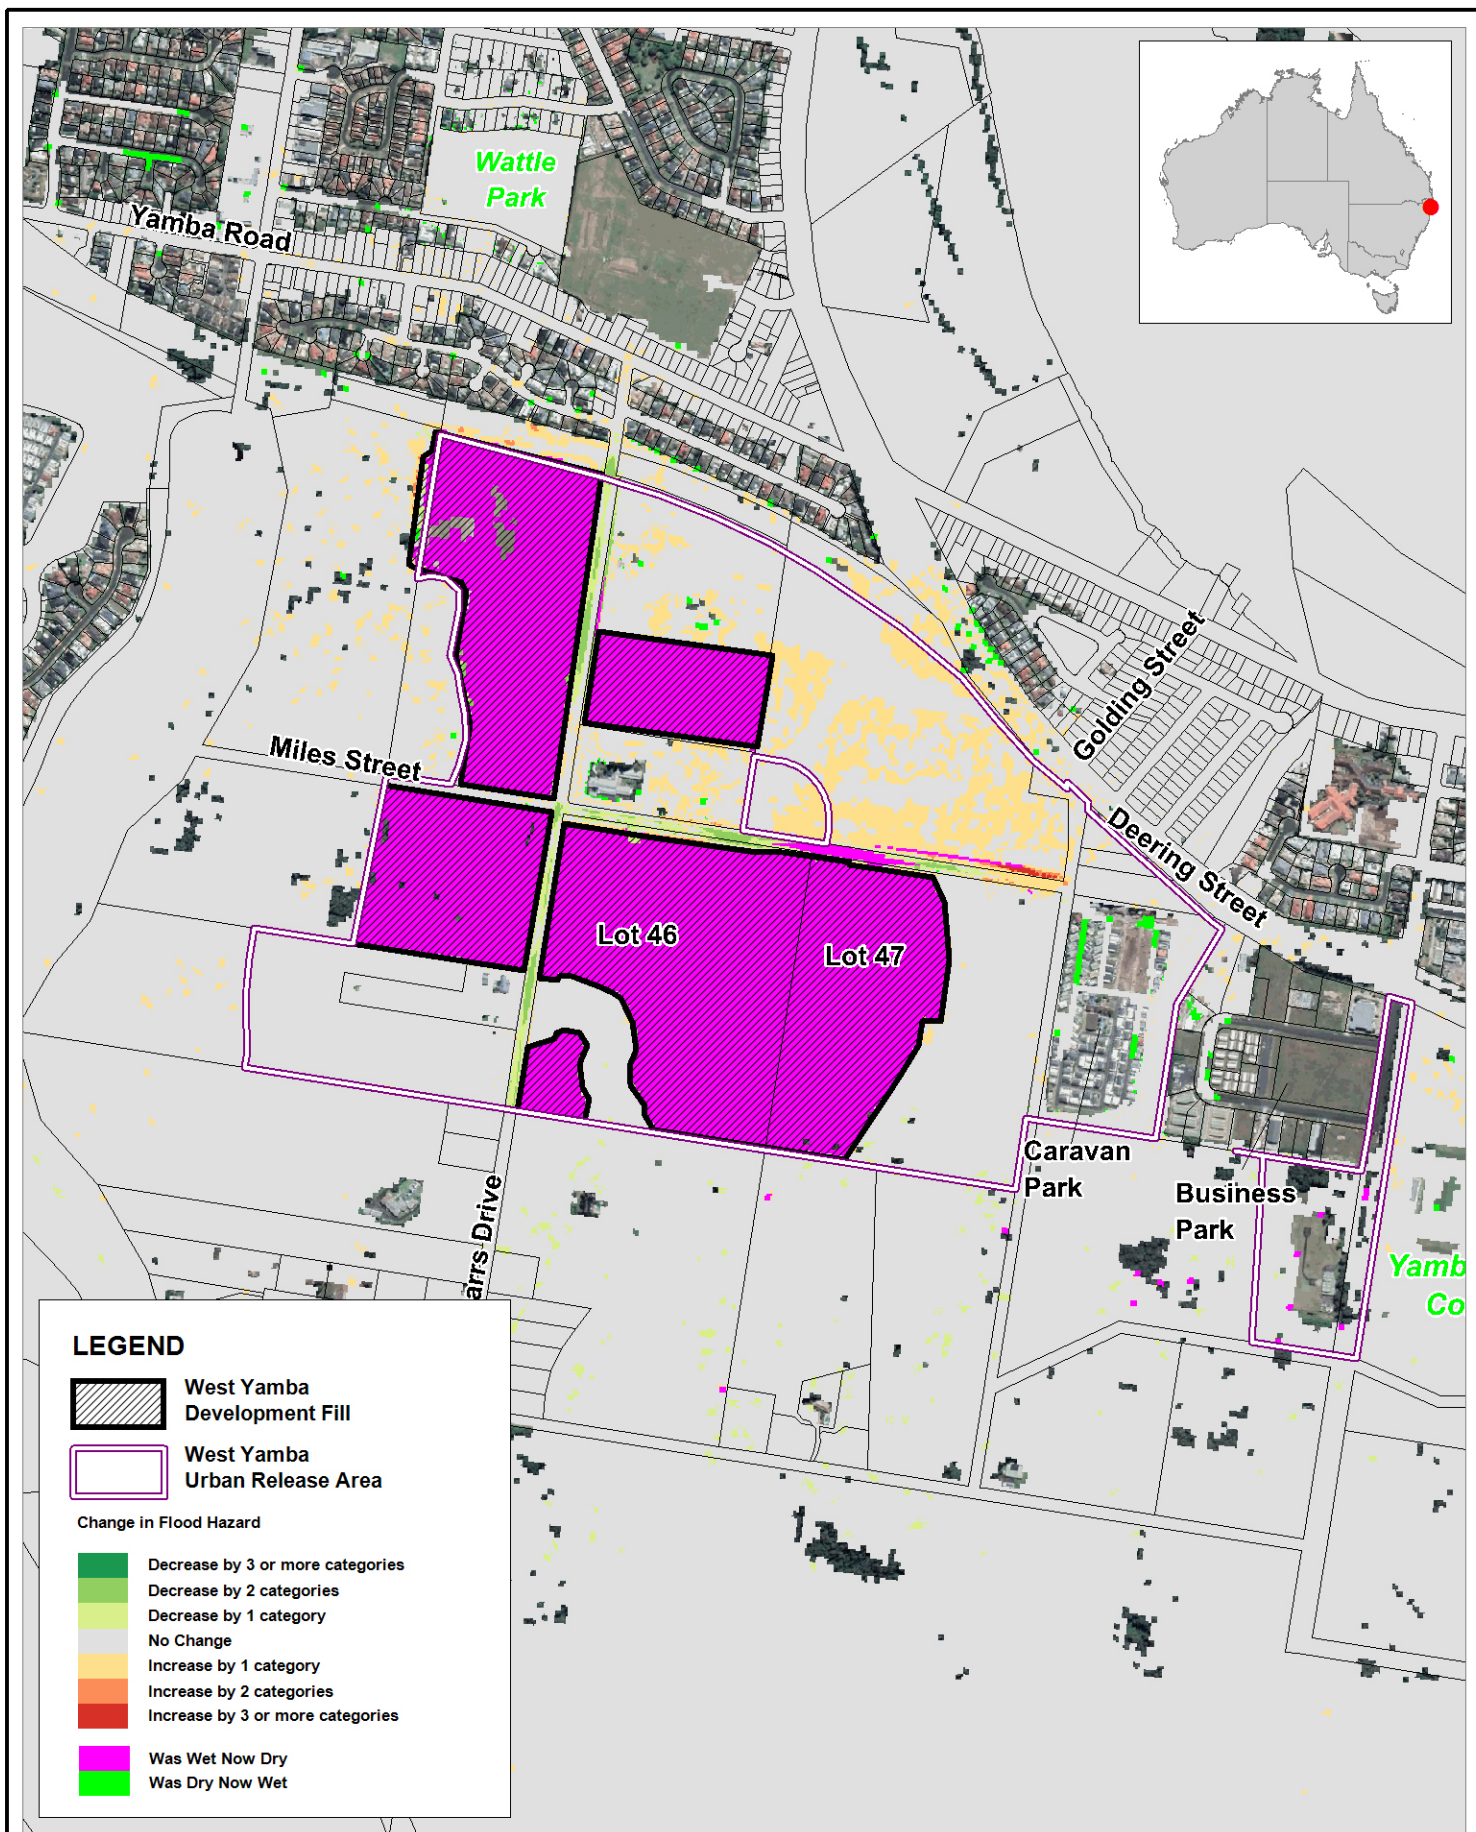 Wattle
Park
Yamba Road
Golding Street
Miles Street
Deering Street
Lot 46
Lot 47
Caravan
Park
Business
Park
arrs Drive
Yamb
Co
LEGEND
West Yamba
Development Fill
West Yamba
Urban Release Area
Change in Flood Hazard
Decrease by 3 or more categories
Decrease by 2 categories
Decrease by 1 category
No Change
Increase by 1 category
Increase by 2 categories
Increase by 3 or more categories
Was Wet Now Dry
Was Dry Now Wet